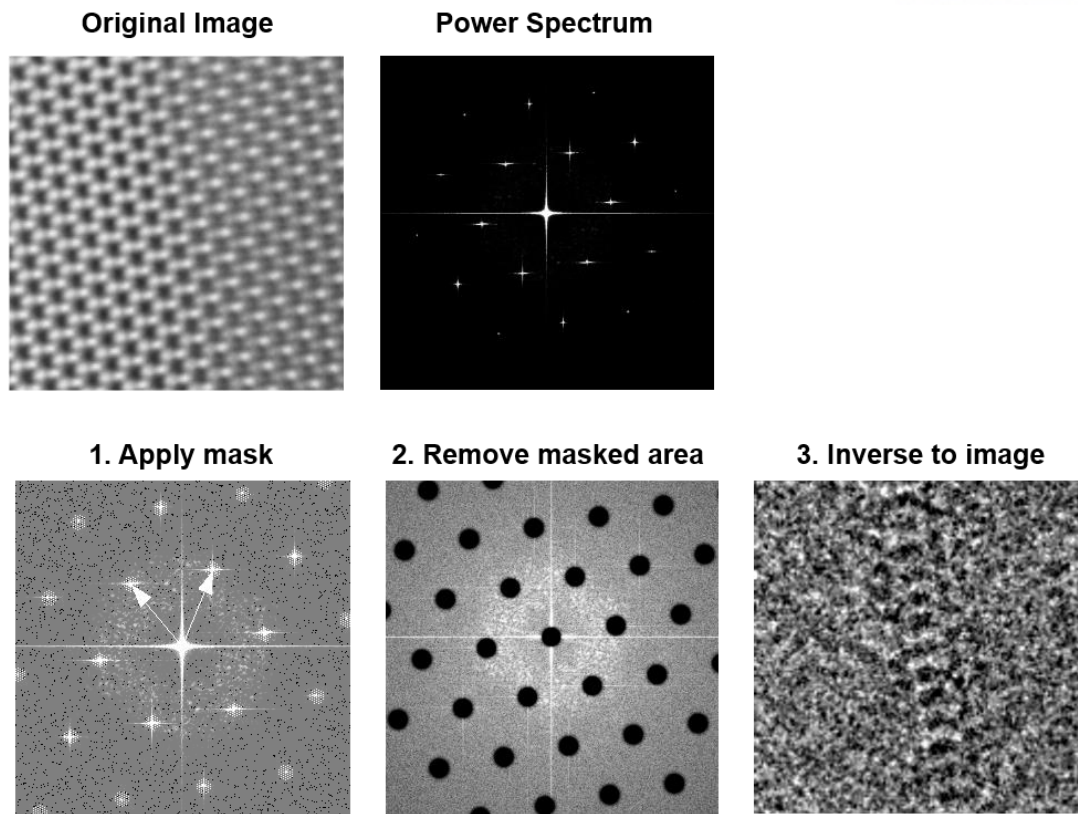 Original Image
Power Spectrum
1. Apply mask
2. Remove masked area
3. Inverse to image